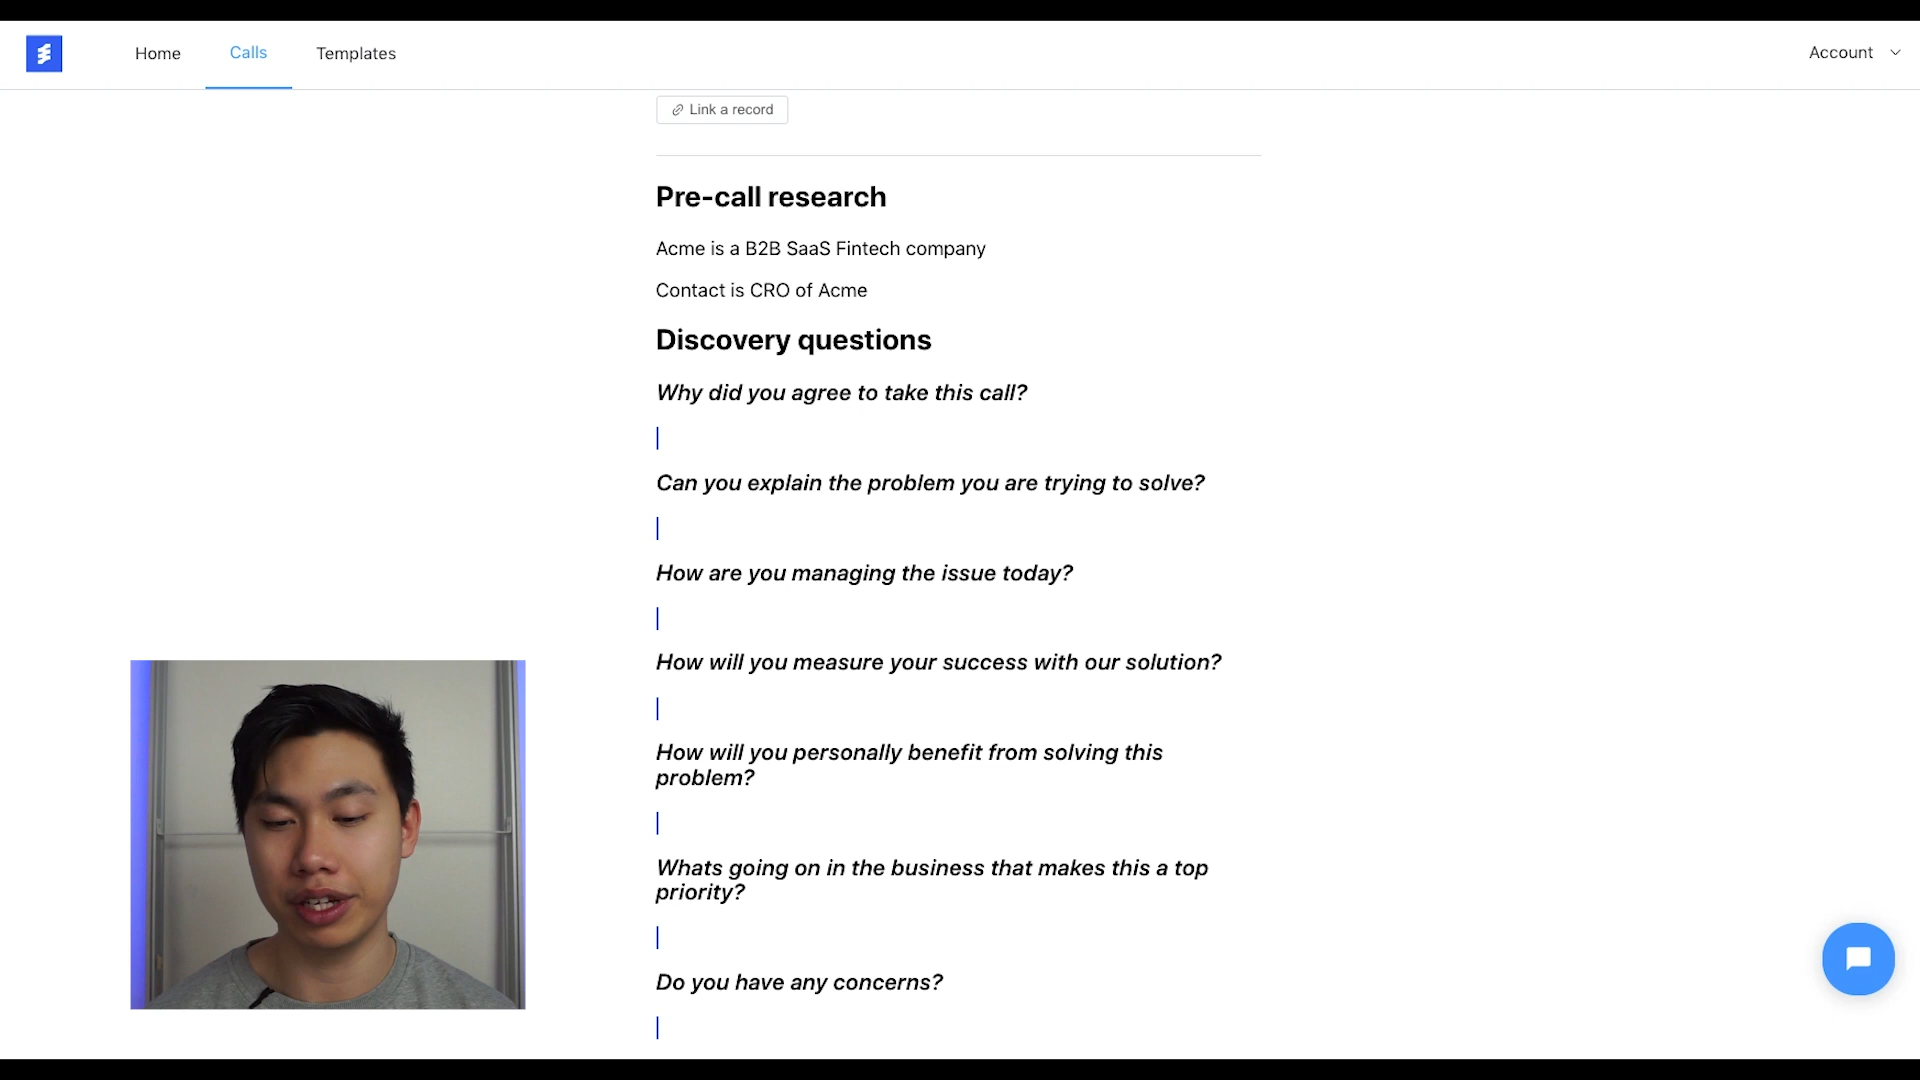 Home
Calls
Templates
Account
Link a record
Pre-call research
Acme is a B2B SaaS Fintech company
Contact is CRO of Acme
Discovery questions
Why did you agree to take this call?
Can you explain the problem you are trying to solve?
How are you managing the issue today?
How will you measure your success with our solution?
How will you personally benefit from solving this
problem?
Whats going on in the business that makes this a top
priority?
Do you have any concerns?